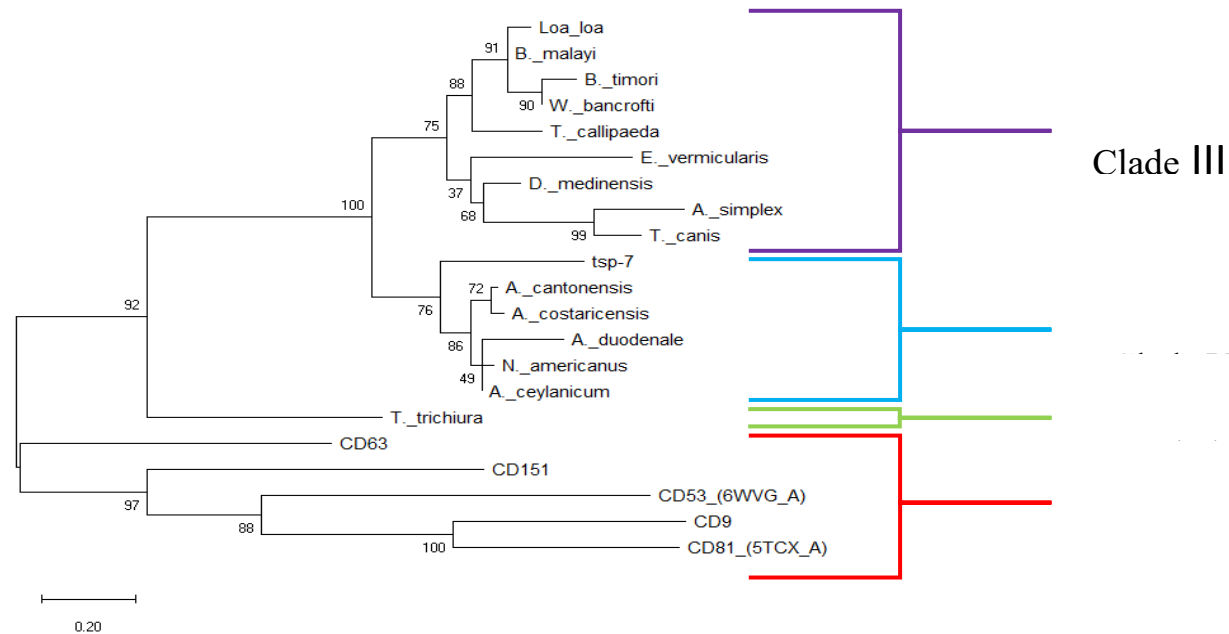 Loa_loa
91
B._malayi
B._timori
88
90
W._bancrofti
75
T._callipaeda
E._vermicularis
Clade III
37
D._medinensis
68
A._simplex
100
99
T._canis
tsp-7
72
A._cantonensis
92
76
A._costaricensis
86
A._duodenale
N._americanus
49
A._ceylanicum
T._trichiura
CD63
CD151
97
CD53_(6WVG_A)
88
CD9
100
CD81_(5TCX_A)
0.20